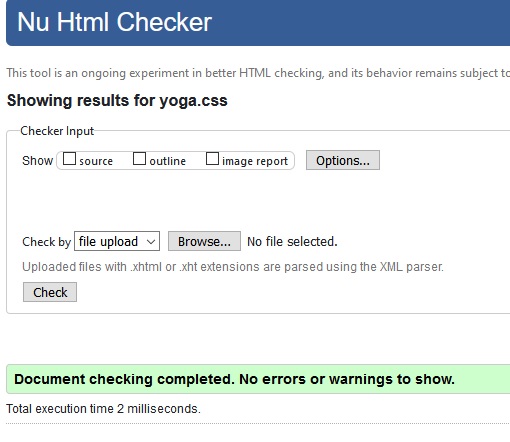 Nu Html Checker
This tool is an ongoing experiment in better HTML checking, and its behavior remains subject to
Showing results for yoga.css
Checker Input
Show source outline image report Options...
Check by file upload Browse... No file selected.
Uploaded files with .xhtml or .xht extensions are parsed using the XML parser.
Check
Document checking completed. No errors or warnings to show.
Total execution time 2 milliseconds.